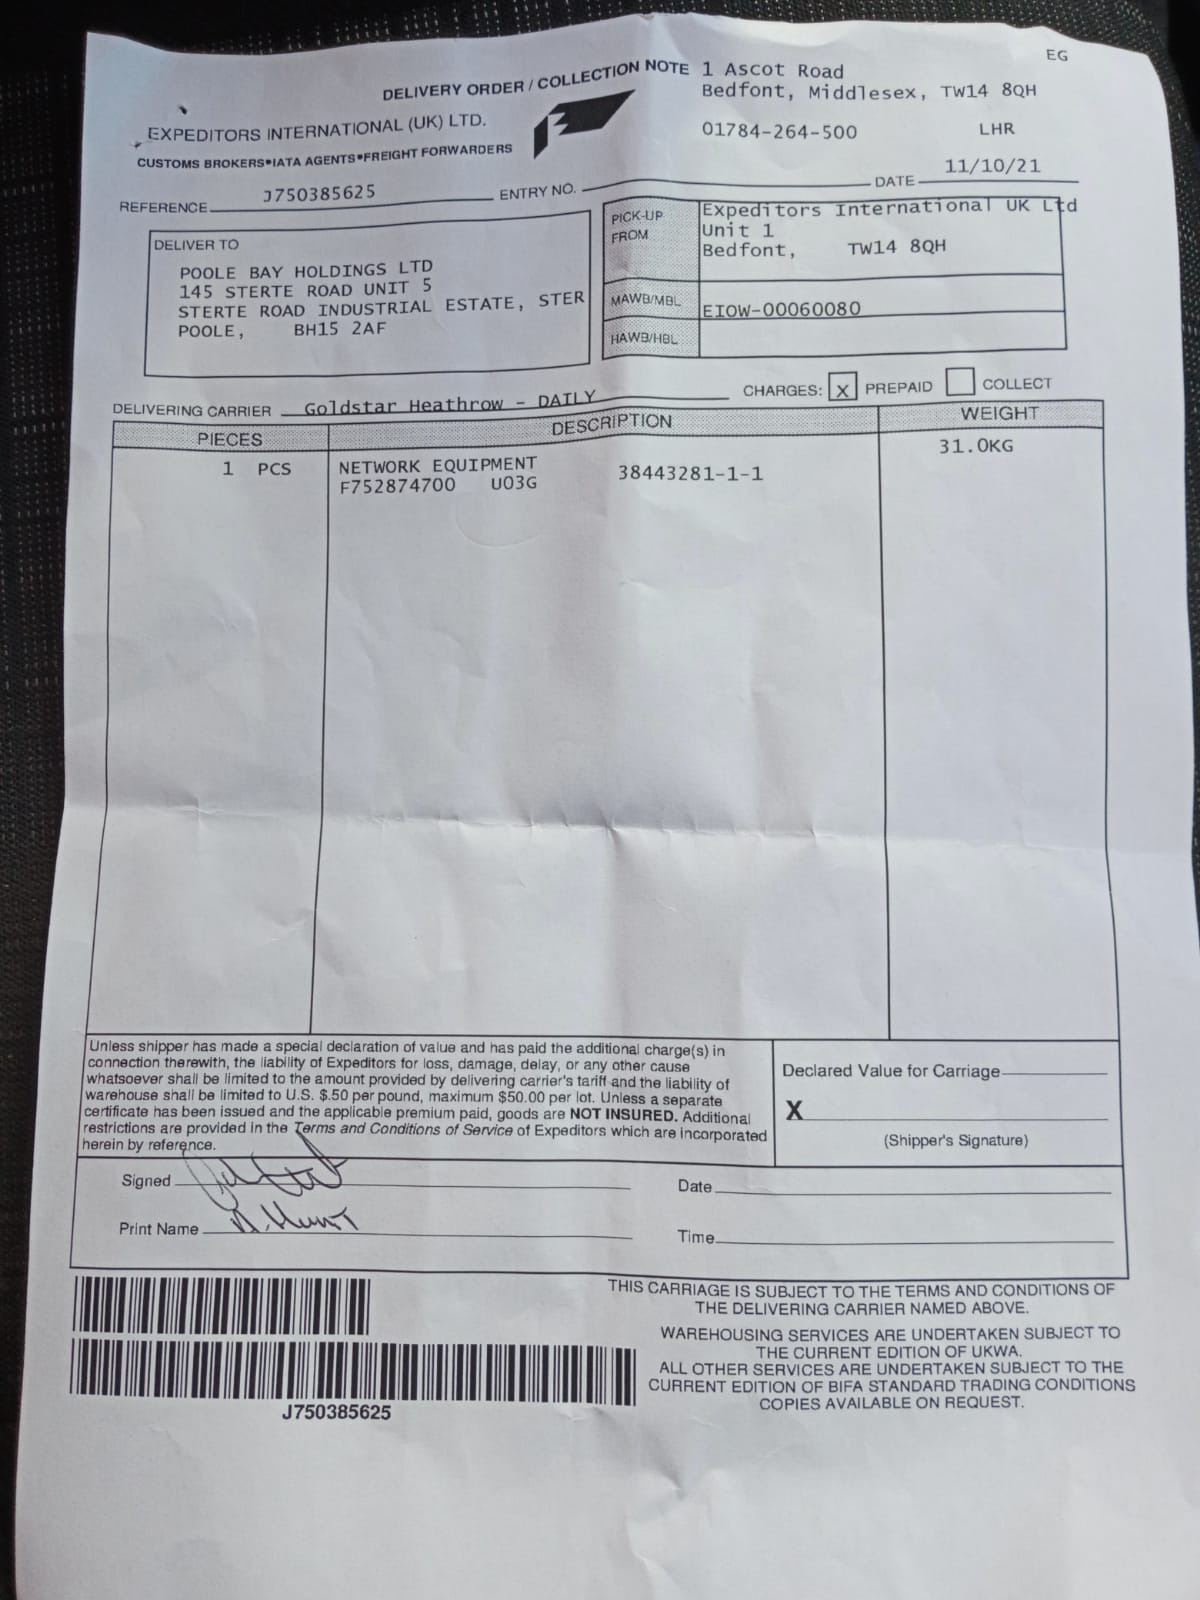 EG
DELIVERY ORDER / COLLECTION NOTE
1 Ascot Road
Bedfont, Middlesex, TW14 8QH
EXPEDITORS INTERNATIONAL (UK) LTD.
01784-264-500 LHR
CUSTOMS BROKERS•IATA AGENTS•FREIGHT FORWARDERS
REFERENCE J750385625 ENTRY NO. DATE 11/10/21
DELIVER TO
POOLE BAY HOLDINGS LTD
145 STERTE ROAD UNIT 5
STERTE ROAD INDUSTRIAL ESTATE, STER
POOLE, BH15 2AF
PICK-UP FROM
Expeditors International UK Ltd
Unit 1
Bedfont, TW14 8QH
MAWB/MBL EIOW-00060080
HAWB/HBL
DELIVERING CARRIER Goldstar Heathrow - DAILY CHARGES: X PREPAID COLLECT
PIECES DESCRIPTION WEIGHT
1 PCS NETWORK EQUIPMENT 38443281-1-1 31.0KG
F752874700 U03G
Unless shipper has made a special declaration of value and has paid the additional charge(s) in
connection therewith, the liability of Expeditors for loss, damage, delay, or any other cause
whatsoever shall be limited to the amount provided by delivering carrier's tariff and the liability of
warehouse shall be limited to U.S. $.50 per pound, maximum $50.00 per lot. Unless a separate
certificate has been issued and the applicable premium paid, goods are NOT INSURED. Additional
restrictions are provided in the Terms and Conditions of Service of Expeditors which are incorporated
herein by reference.
Declared Value for Carriage
X
(Shipper's Signature)
Signed Date
Print Name Time
J750385625
THIS CARRIAGE IS SUBJECT TO THE TERMS AND CONDITIONS OF
THE DELIVERING CARRIER NAMED ABOVE.
WAREHOUSING SERVICES ARE UNDERTAKEN SUBJECT TO
THE CURRENT EDITION OF UKWA.
ALL OTHER SERVICES ARE UNDERTAKEN SUBJECT TO THE
CURRENT EDITION OF BIFA STANDARD TRADING CONDITIONS
COPIES AVAILABLE ON REQUEST.